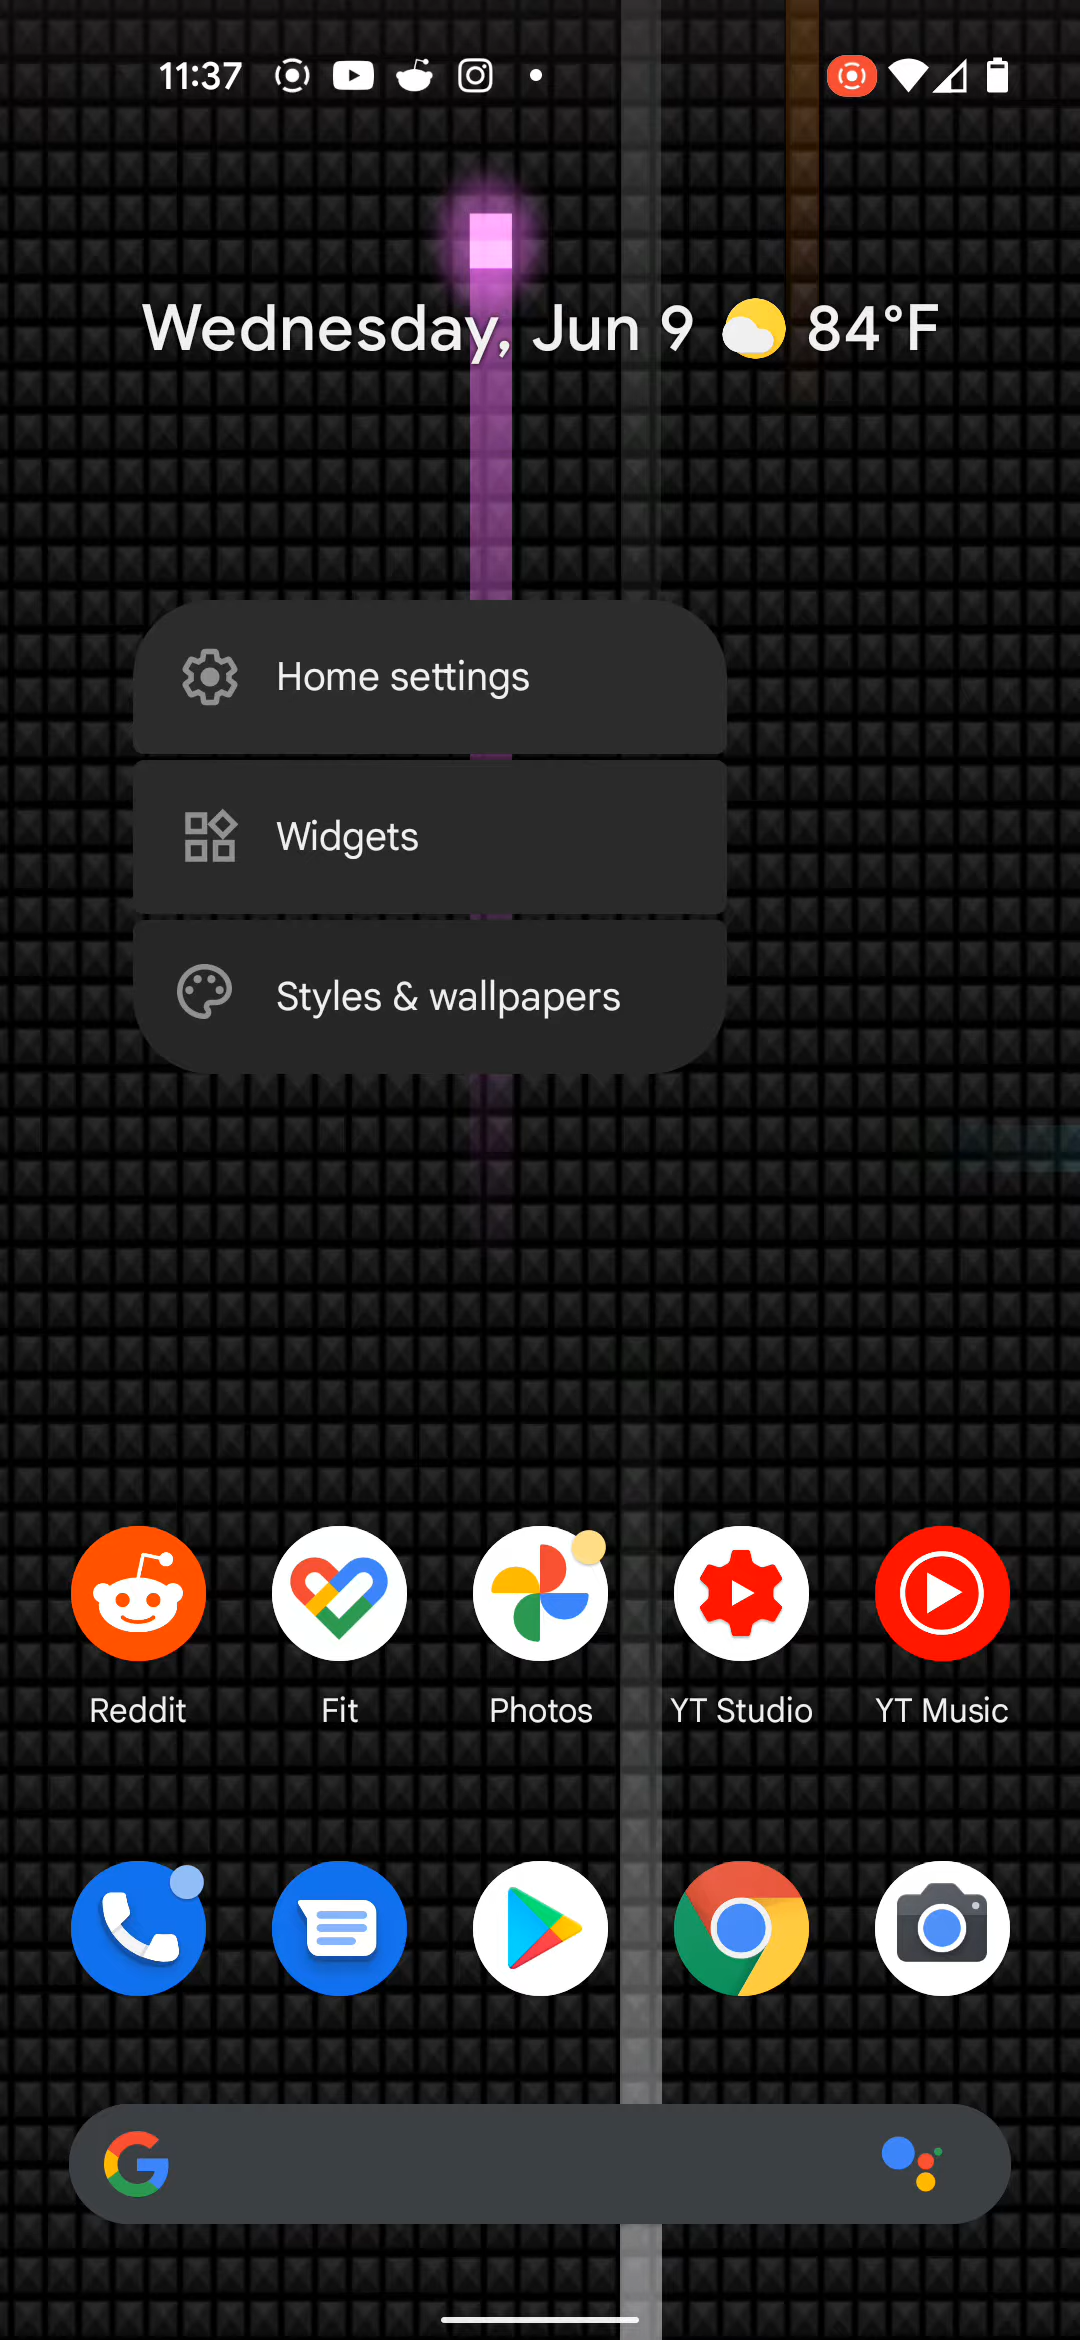 11:37
Wednesday, Jun 9 84°F
Home settings
Widgets
Styles & wallpapers
Reddit Fit Photos YT Studio YT Music